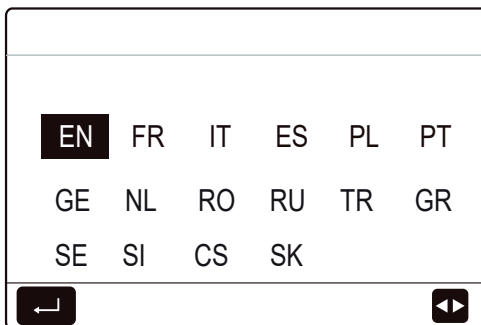 EN FR IT ES PL PT
GE NL RO RU TR GR
SE SI CS SK